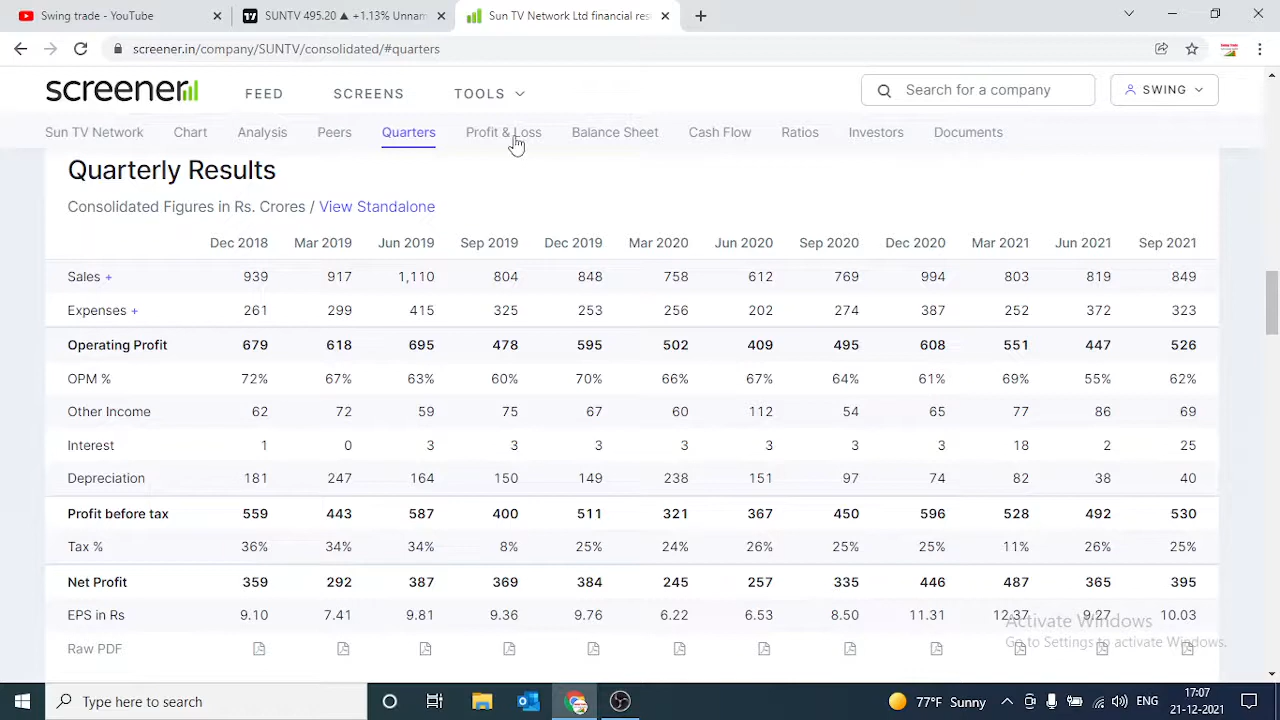 Swing trade - YouTube
SUNTV 495.20 ▲ +1.13% Unnam
Sun TV Network Ltd financial res
screener.in/company/SUNTV/consolidated/#quarters
screener
FEED SCREENS TOOLS
Search for a company
SWING
Sun TV Network Chart Analysis Peers Quarters Profit & Loss Balance Sheet Cash Flow Ratios Investors Documents
Quarterly Results
Consolidated Figures in Rs. Crores / View Standalone
Dec 2018 Mar 2019 Jun 2019 Sep 2019 Dec 2019 Mar 2020 Jun 2020 Sep 2020 Dec 2020 Mar 2021 Jun 2021 Sep 2021
Sales + 939 917 1,110 804 848 758 612 769 994 803 819 849
Expenses + 261 299 415 325 253 256 202 274 387 252 372 323
Operating Profit 679 618 695 478 595 502 409 495 608 551 447 526
OPM % 72% 67% 63% 60% 70% 66% 67% 64% 61% 69% 55% 62%
Other Income 62 72 59 75 67 60 112 54 65 77 86 69
Interest 1 0 3 3 3 3 3 3 3 18 2 25
Depreciation 181 247 164 150 149 238 151 97 74 82 38 40
Profit before tax 559 443 587 400 511 321 367 450 596 528 492 530
Tax % 36% 34% 34% 8% 25% 24% 26% 25% 25% 11% 26% 25%
Net Profit 359 292 387 369 384 245 257 335 446 487 365 395
EPS in Rs 9.10 7.41 9.81 9.36 9.76 6.22 6.53 8.50 11.31 12.37 9.27 10.03
Raw PDF
Activate Windows
Go to Settings to activate Windows.
Type here to search
77°F Sunny
ENG
17:07
21-12-2021